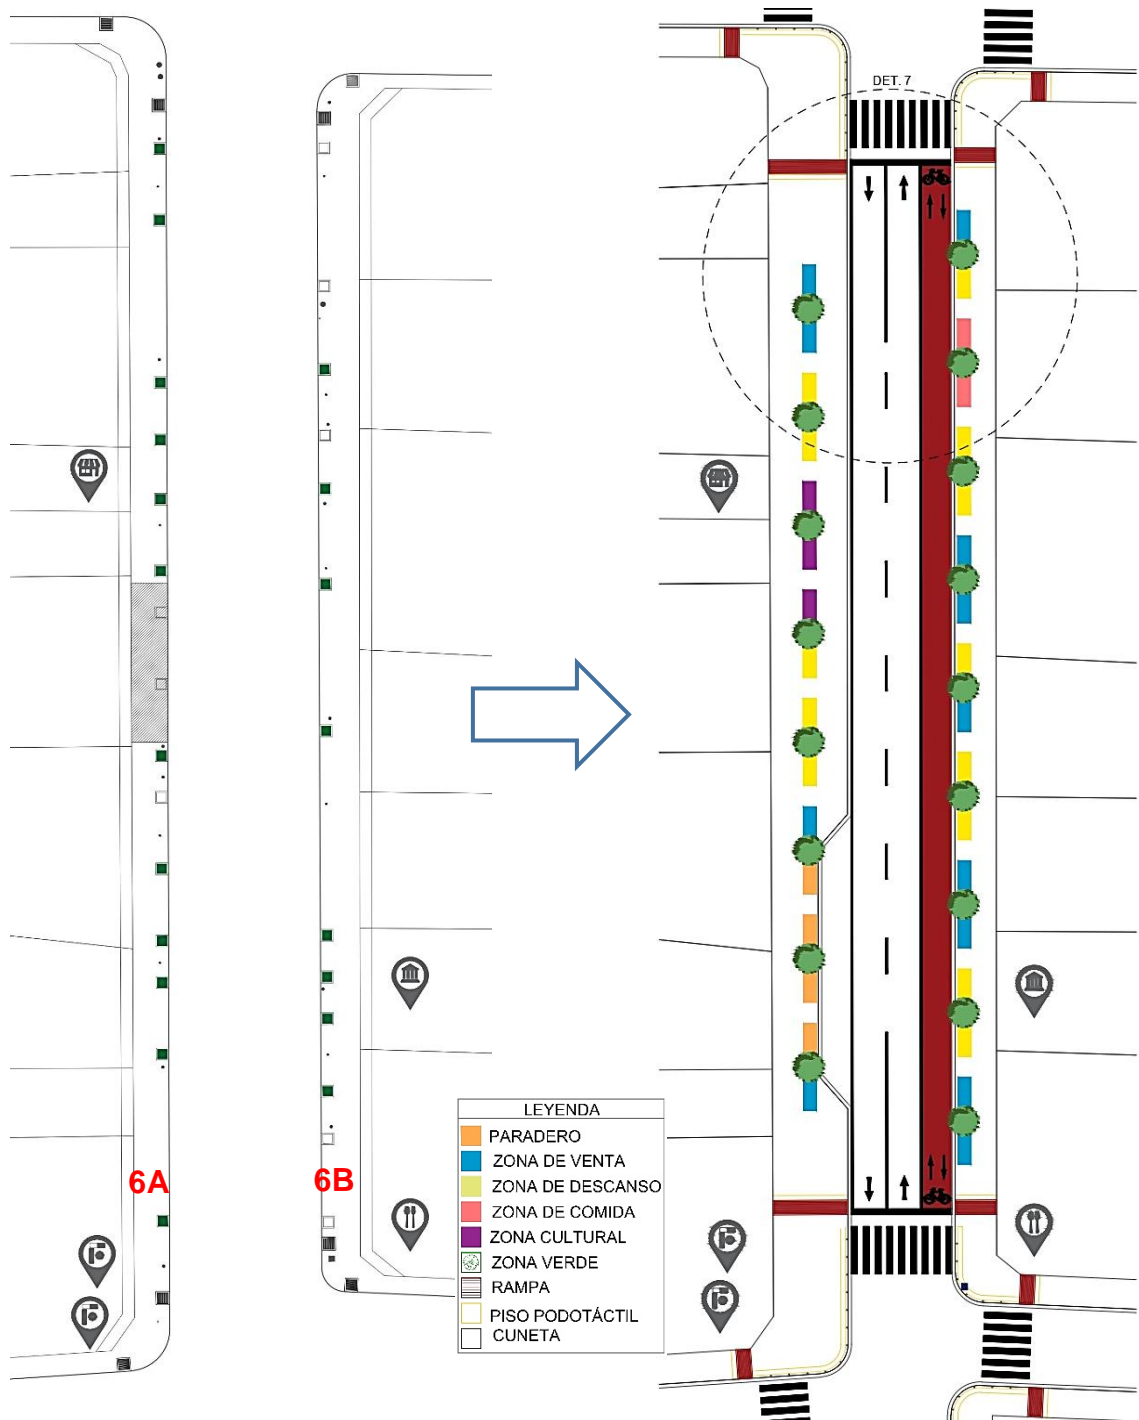 DET. 7
6A
6B
LEYENDA
PARADERO
ZONA DE VENTA
ZONA DE DESCANSO
ZONA DE COMIDA
ZONA CULTURAL
ZONA VERDE
RAMPA
PISO PODOTÁCTIL
CUNETA